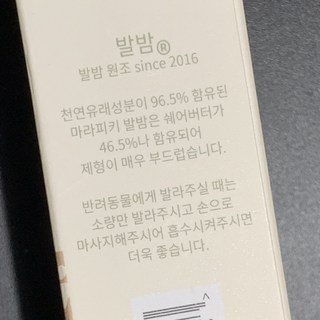 발밤®
발밤 원조 since 2016
천연유래성분이 96.5% 함유된
마라피키 발밤은 쉐어버터가
46.5%나 함유되어
제형이 매우 부드럽습니다.
반려동물에게 발라주실 때는
소량만 발라주시고 손으로
마사지해주시어 흡수시켜주시면
더욱 좋습니다.